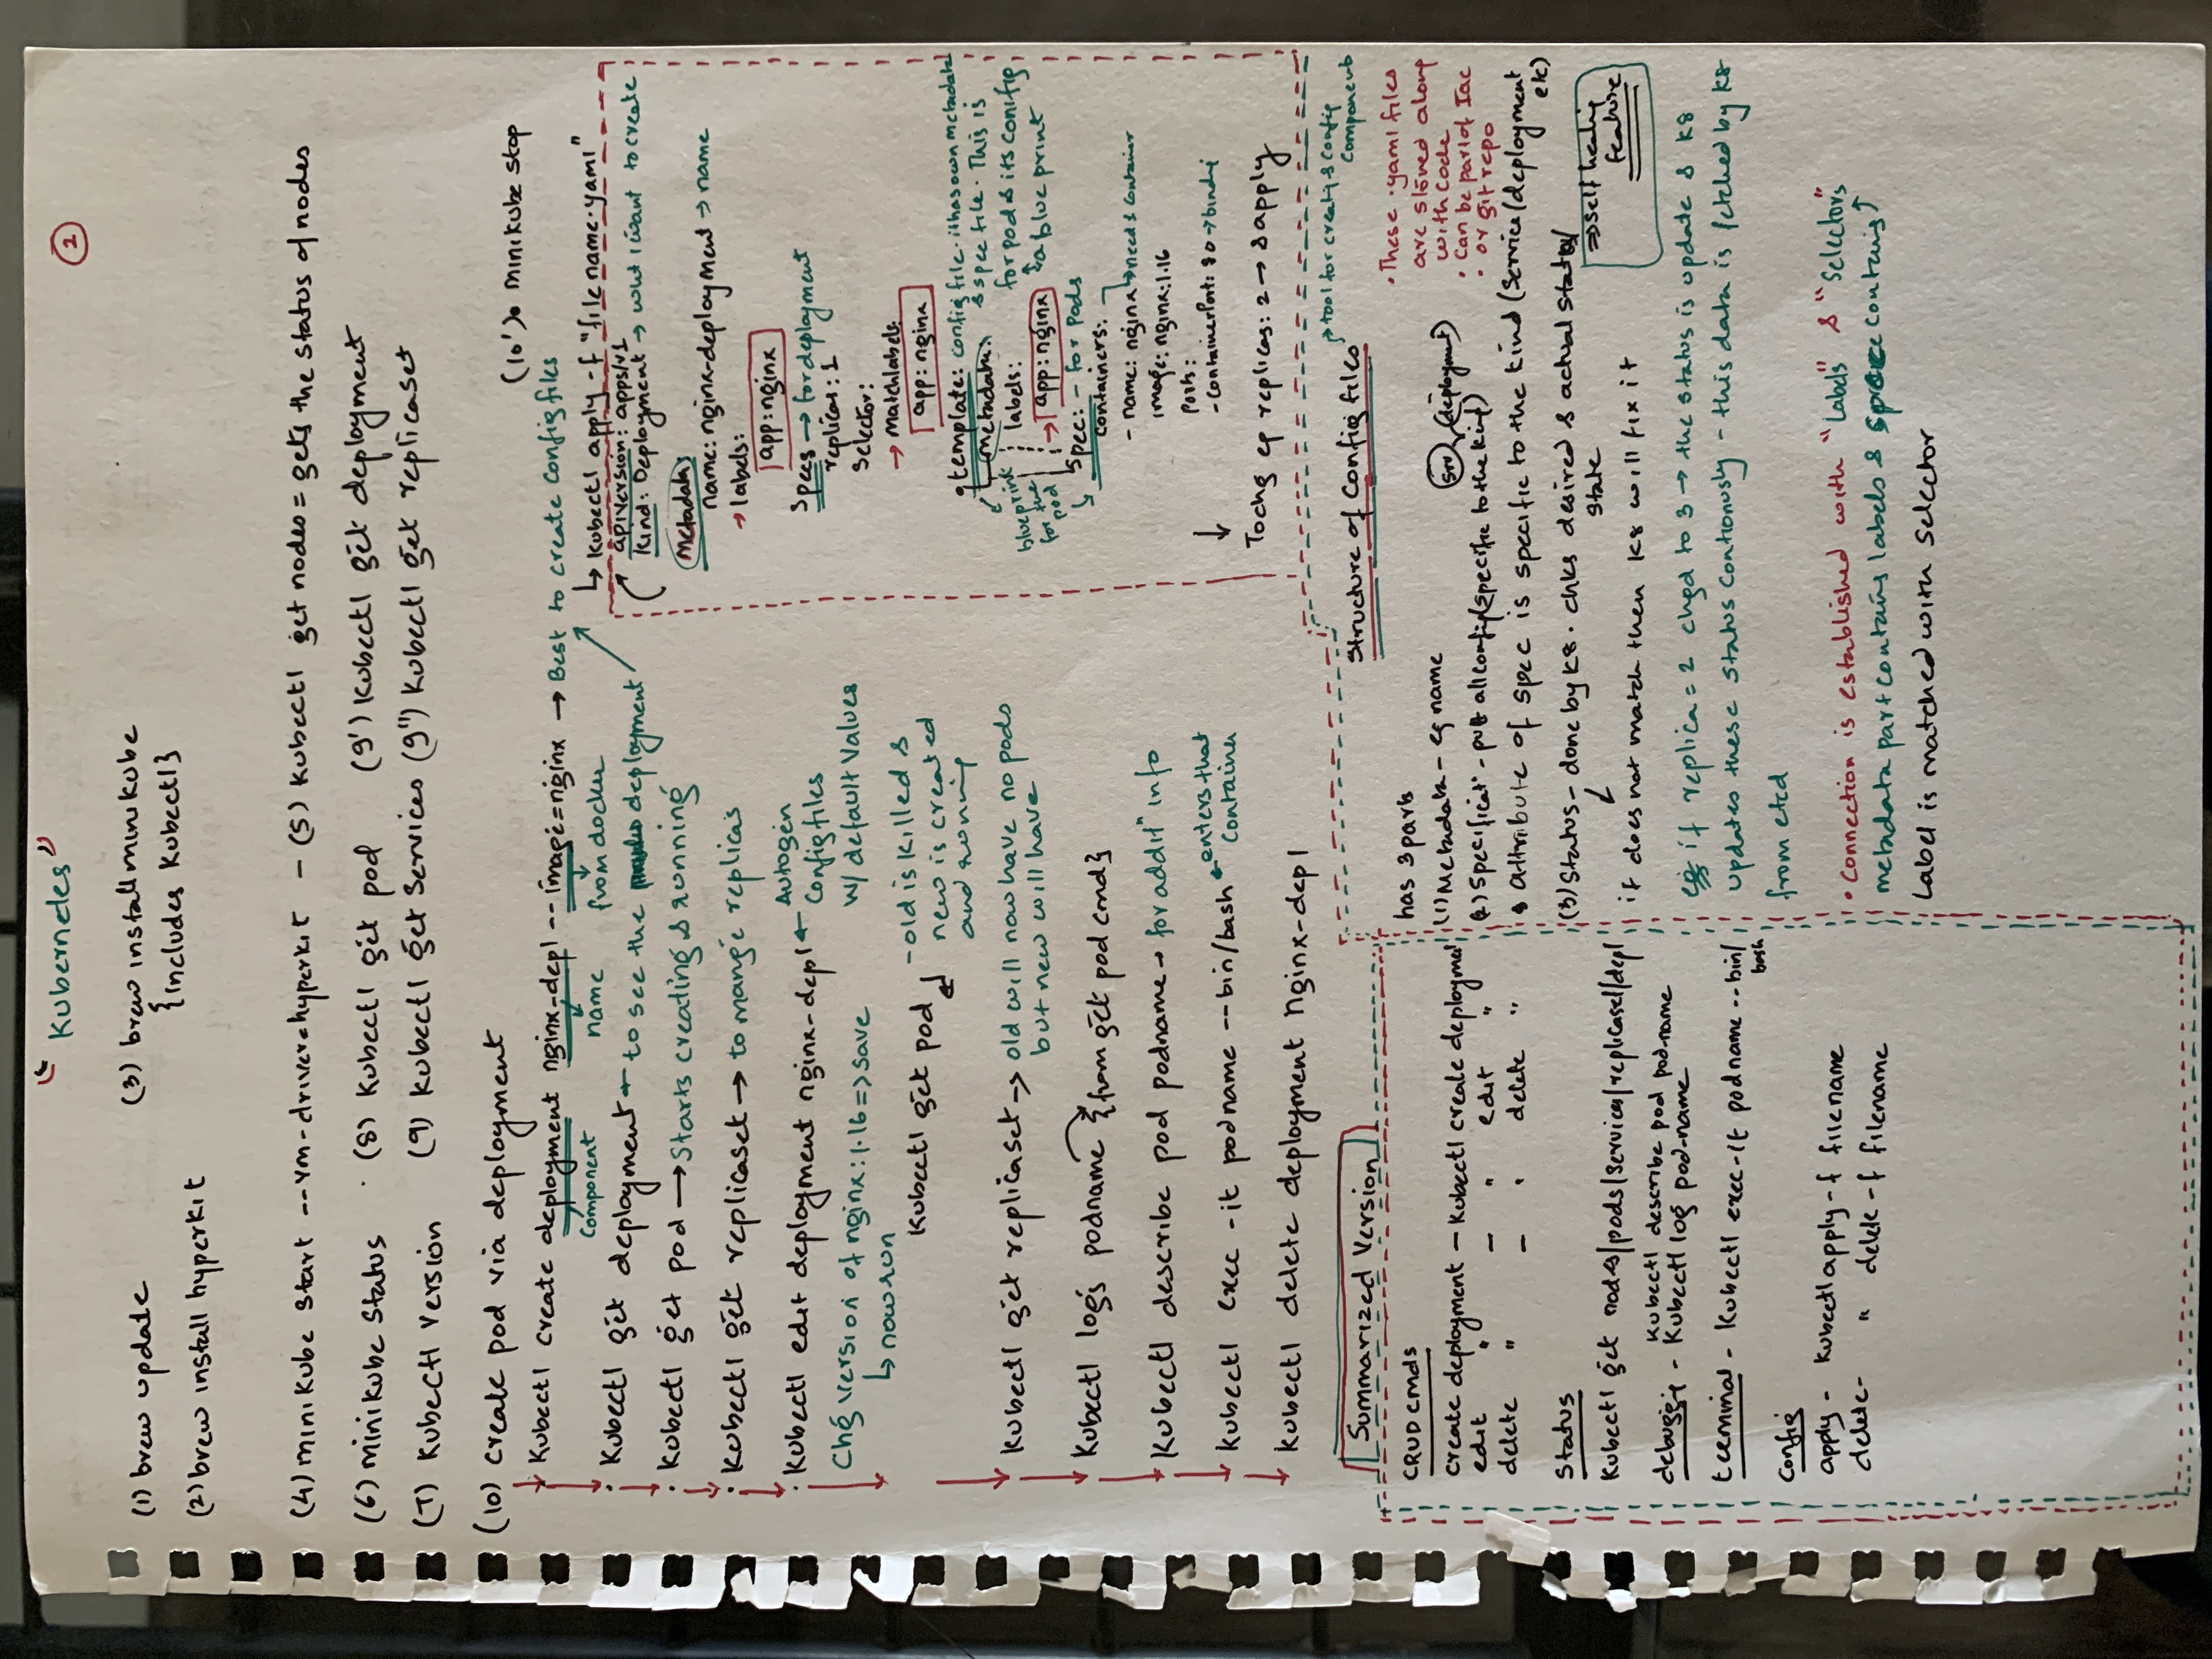 "Kubernetes"
2
(1) brew update
(3) brew install minikube
{includes Kubectl}
(2) brew install hyperkit
(4) minikube start --vm-driver=hyperkit - (5) Kubectl get nodes = gets the status of nodes
(6) minikube status
(8) Kubectl get pod
(9') Kubectl get deployment
(7) Kubectl version
(9) Kubectl get services
(9") Kubectl get replicaset
(10) create pod via deployment
(10') minikube stop
Kubectl create deployment nginx-depl --image=nginx → Best to create config files
component
name
from docker
↳ Kubectl apply -f "filename.yaml"
Kubectl get deployment ← to see the deployment
Kubectl get pod → starts creating & running
Kubectl get replicaset → to mange replicas
Kubectl edit deployment nginx-depl ← Autogen
Config files
w/ default values
Chg version of nginx:1.16 => save
↳ now run
Kubectl get pod
- old is killed &
new is created
and running
Kubectl get replicaset → old will now have no pods
but new will have
Kubectl logs podname {from get pod cmd}
Kubectl describe pod podname → for addit" info
Kubectl exec -it podname --bin/bash ← enters that
container
Kubectl delete deployment nginx-depl
apiversion: apps/v1
Kind: Deployment → what i want to create
Metadata:
name: nginx-deployment → name
→ labels:
app:nginx
Specs → for deployment
replicas: 1
Selector:
→ matchlabels:
app: nginx
template: config file. it has own metadata
metadata: & spec file. This is
labels: for pod & its config,
→ app:nginx a blue print
blueprint
for the
pod
Spec: - for pods
containers:
- name: nginx → need & container
image: nginx:1.16
Ports:
- containerPort: 80 → binding
To chg eg replicas: 2 → & apply
Summarized Version
CRUD cmds
create deployment - Kubectl create deployment
edit " - " edit "
delete " - " delete "
Status
Kubectl get nodes/pods/services/replicaset/depl
Kubectl describe pod pod-name
debuggig - Kubectl log pod-name
terminal - Kubectl exec -it podname --bin/
bash
Config
apply - Kubectl apply -f filename
delete - " delete -f filename
Structure of Config files
→ tool for creatig & config
components
has 3 parts
(1) Metadata - eg name
srv (deployment)
(2) Specificat" - put all config (specific to the kind)
• Attribute of spec is specific to the kind (service/deployment
etc)
• These .yaml files
are stored along
with code
• Can be part of Iac
• or git repo
(3) Status - done by K8. chks desired & actual status/
state
⇒ self healing
feature
if does not match then K8 will fix it
eg if replica = 2 chgd to 3 → the status is update & K8
updates these status continously - this data is fetched by K8
from etcd
• Connection is established with "Labels" & "Selectors"
metadata part contains labels & spec contains ↑
Label is matched with Selector